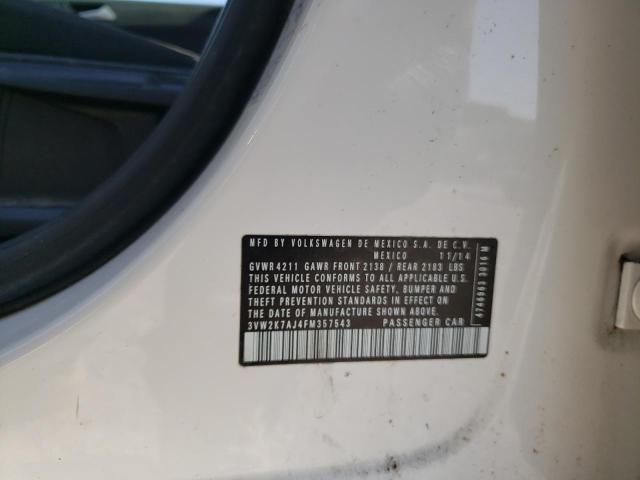 MFD BY VOLKSWAGEN DE MEXICO S.A. DE C.V.
MEXICO 11/14
GVWR 4211 GAWR FRONT 2138 / REAR 2183 LBS
THIS VEHICLE CONFORMS TO ALL APPLICABLE U.S.
FEDERAL MOTOR VEHICLE SAFETY, BUMPER AND
THEFT PREVENTION STANDARDS IN EFFECT ON
THE DATE OF MANUFACTURE SHOWN ABOVE.
3VW2K7AJ4FM357543 PASSENGER CAR
4746963 3016 M